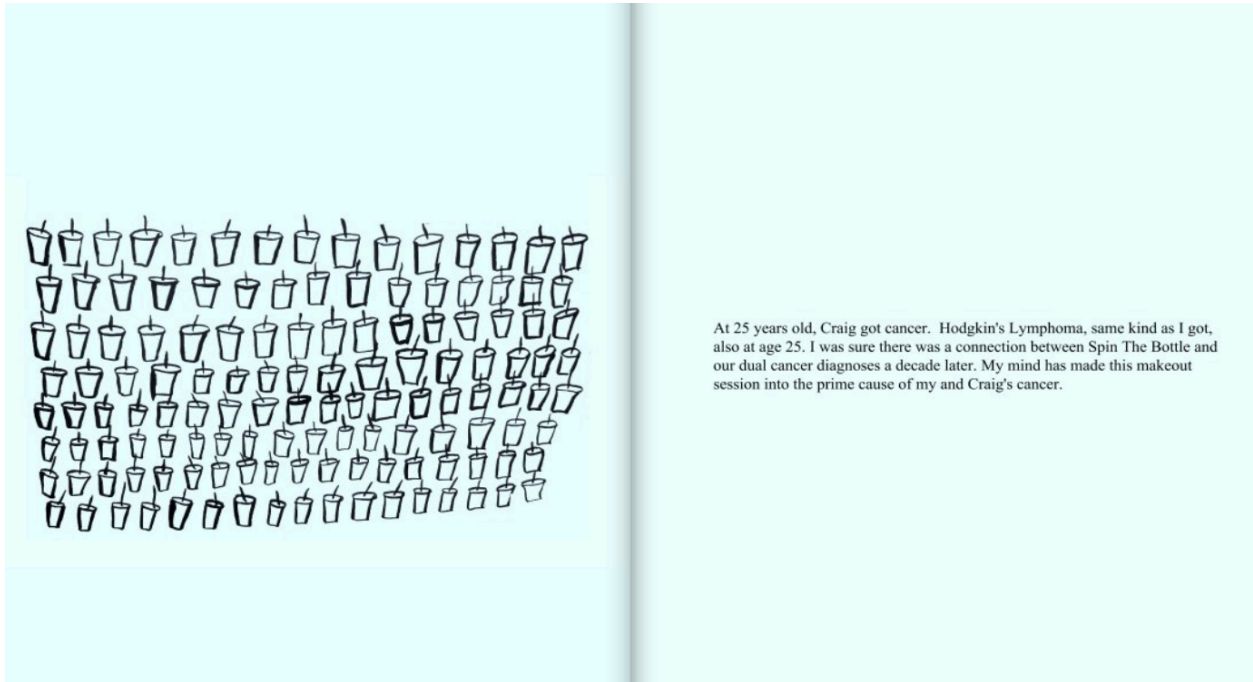 At 25 years old, Craig got cancer.  Hodgkin's Lymphoma, same kind as I got,
also at age 25. I was sure there was a connection between Spin The Bottle and
our dual cancer diagnoses a decade later. My mind has made this makeout
session into the prime cause of my and Craig's cancer.